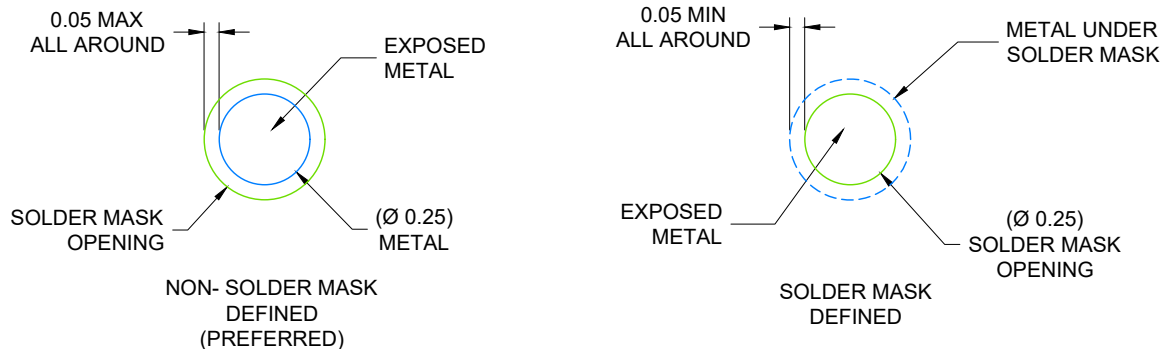 0.05 MAX
ALL AROUND
EXPOSED
METAL
SOLDER MASK
OPENING
(Ø 0.25)
METAL
NON- SOLDER MASK
DEFINED
(PREFERRED)
0.05 MIN
ALL AROUND
METAL UNDER
SOLDER MASK
EXPOSED
METAL
(Ø 0.25)
SOLDER MASK
OPENING
SOLDER MASK
DEFINED